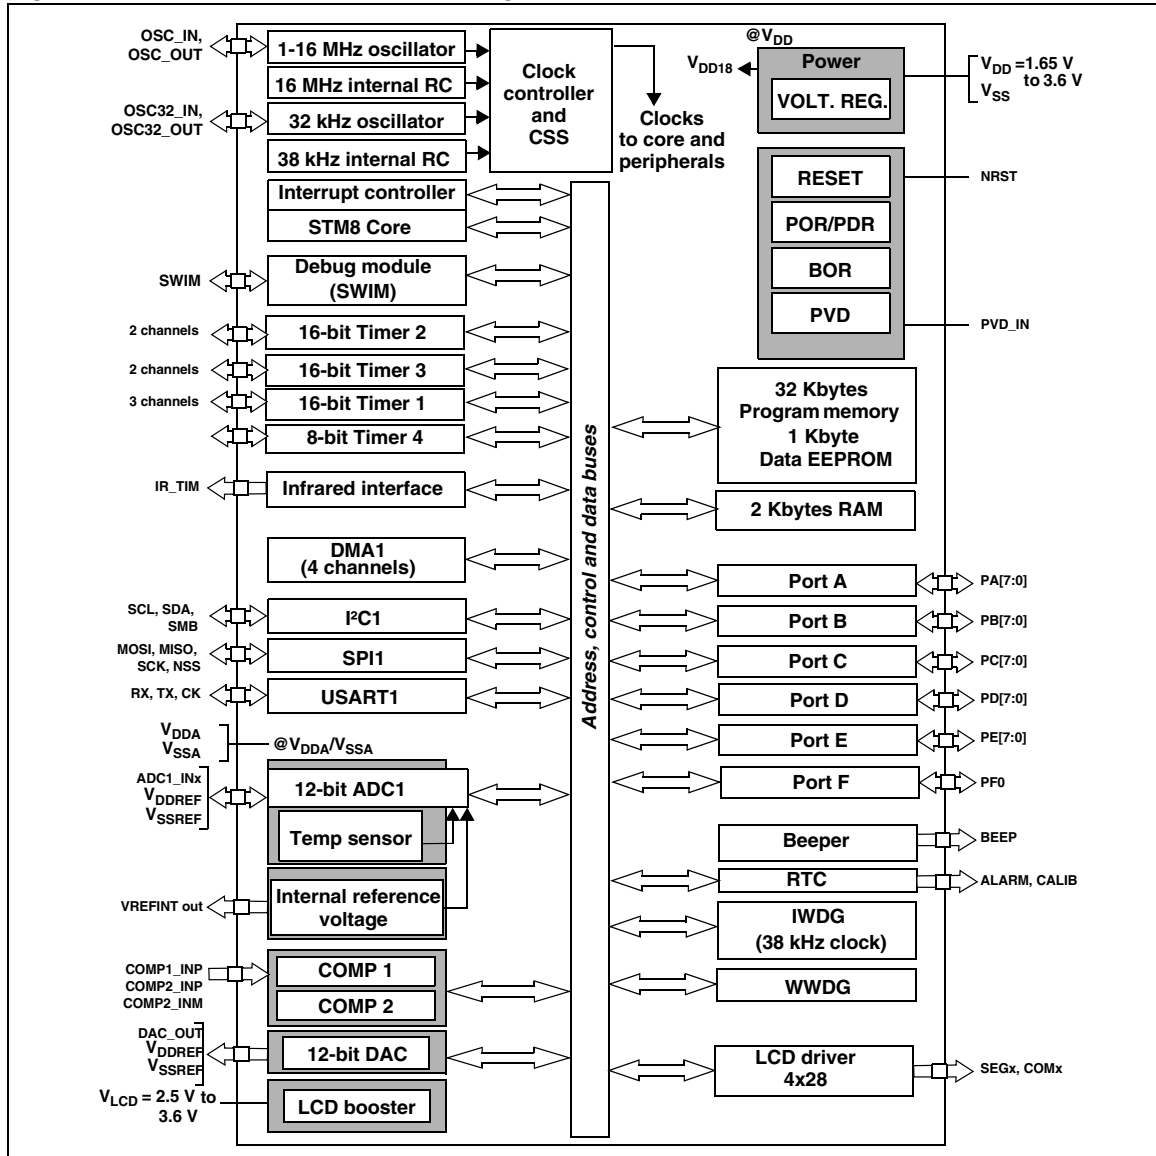 OSC_IN,
OSC_OUT
1-16 MHz oscillator
16 MHz internal RC
OSC32_IN,
OSC32_OUT
32 kHz oscillator
38 kHz internal RC
Clock
controller
and
CSS
Clocks
to core and
peripherals
@VDD
VDD18
Power
VOLT. REG.
VDD =1.65 V
to 3.6 V
VSS
RESET
NRST
POR/PDR
BOR
PVD
PVD_IN
Interrupt controller
STM8 Core
SWIM
Debug module
(SWIM)
2 channels
16-bit Timer 2
2 channels
16-bit Timer 3
3 channels
16-bit Timer 1
8-bit Timer 4
IR_TIM
Infrared interface
DMA1
(4 channels)
SCL, SDA,
SMB
I²C1
MOSI, MISO,
SCK, NSS
SPI1
RX, TX, CK
USART1
VDDA
VSSA
@VDDA/VSSA
ADC1_INx
VDDREF
VSSREF
12-bit ADC1
Temp sensor
VREFINT out
Internal reference
voltage
COMP1_INP
COMP2_INP
COMP2_INM
COMP 1
COMP 2
DAC_OUT
VDDREF
VSSREF
12-bit DAC
VLCD = 2.5 V to
3.6 V
LCD booster
Address, control and data buses
32 Kbytes
Program memory
1 Kbyte
Data EEPROM
2 Kbytes RAM
Port A
PA[7:0]
Port B
PB[7:0]
Port C
PC[7:0]
Port D
PD[7:0]
Port E
PE[7:0]
Port F
PF0
Beeper
BEEP
RTC
ALARM, CALIB
IWDG
(38 kHz clock)
WWDG
LCD driver
4x28
SEGx, COMx